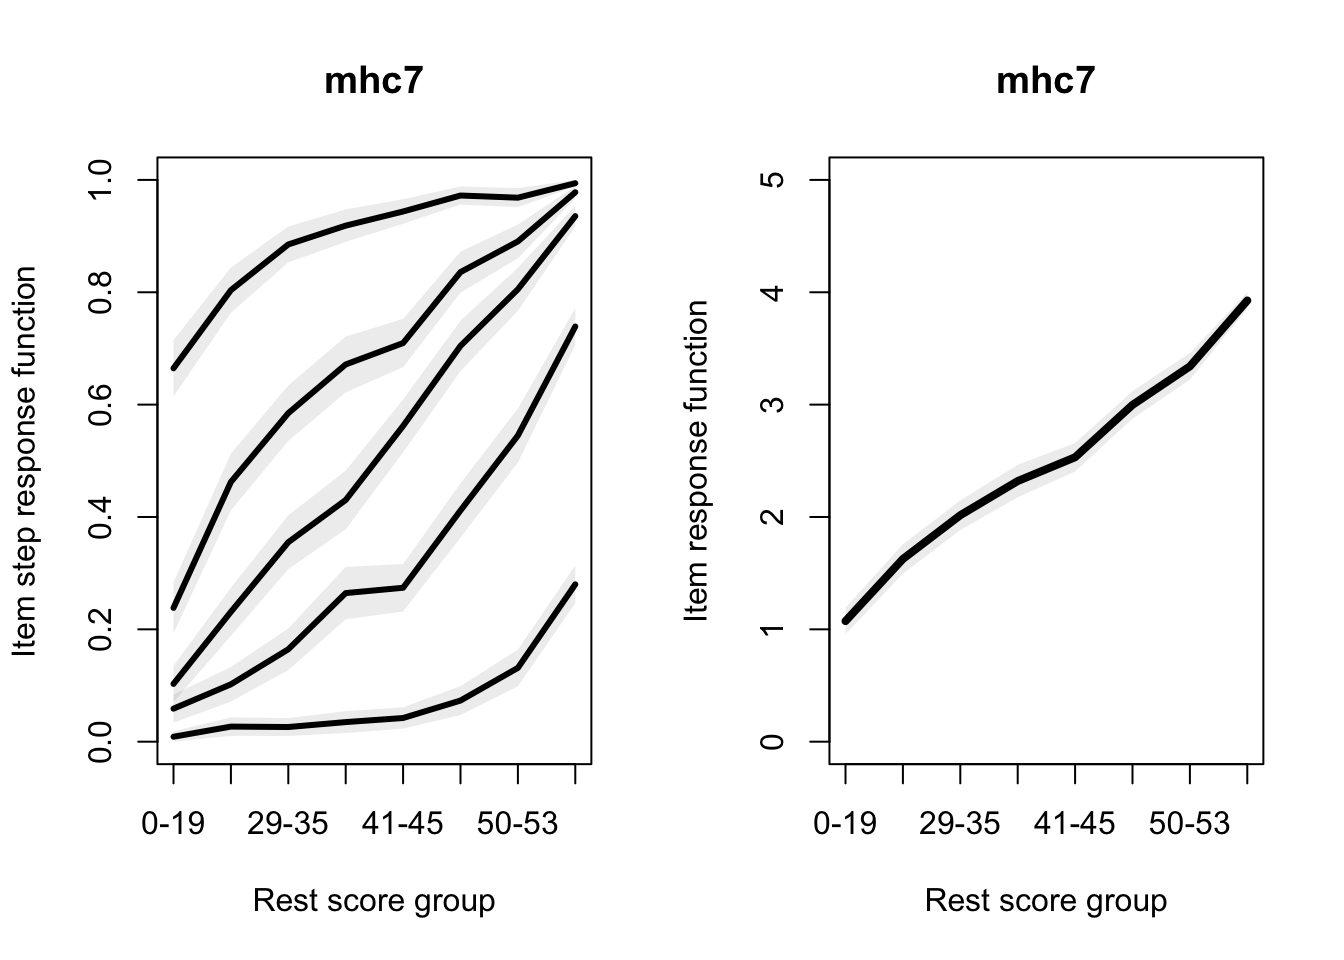 mhc7
Item step response function
1.0
0.8
0.6
0.4
0.2
0.0
0-19 29-35 41-45 50-53
Rest score group
mhc7
Item response function
5
4
3
2
1
0
0-19 29-35 41-45 50-53
Rest score group